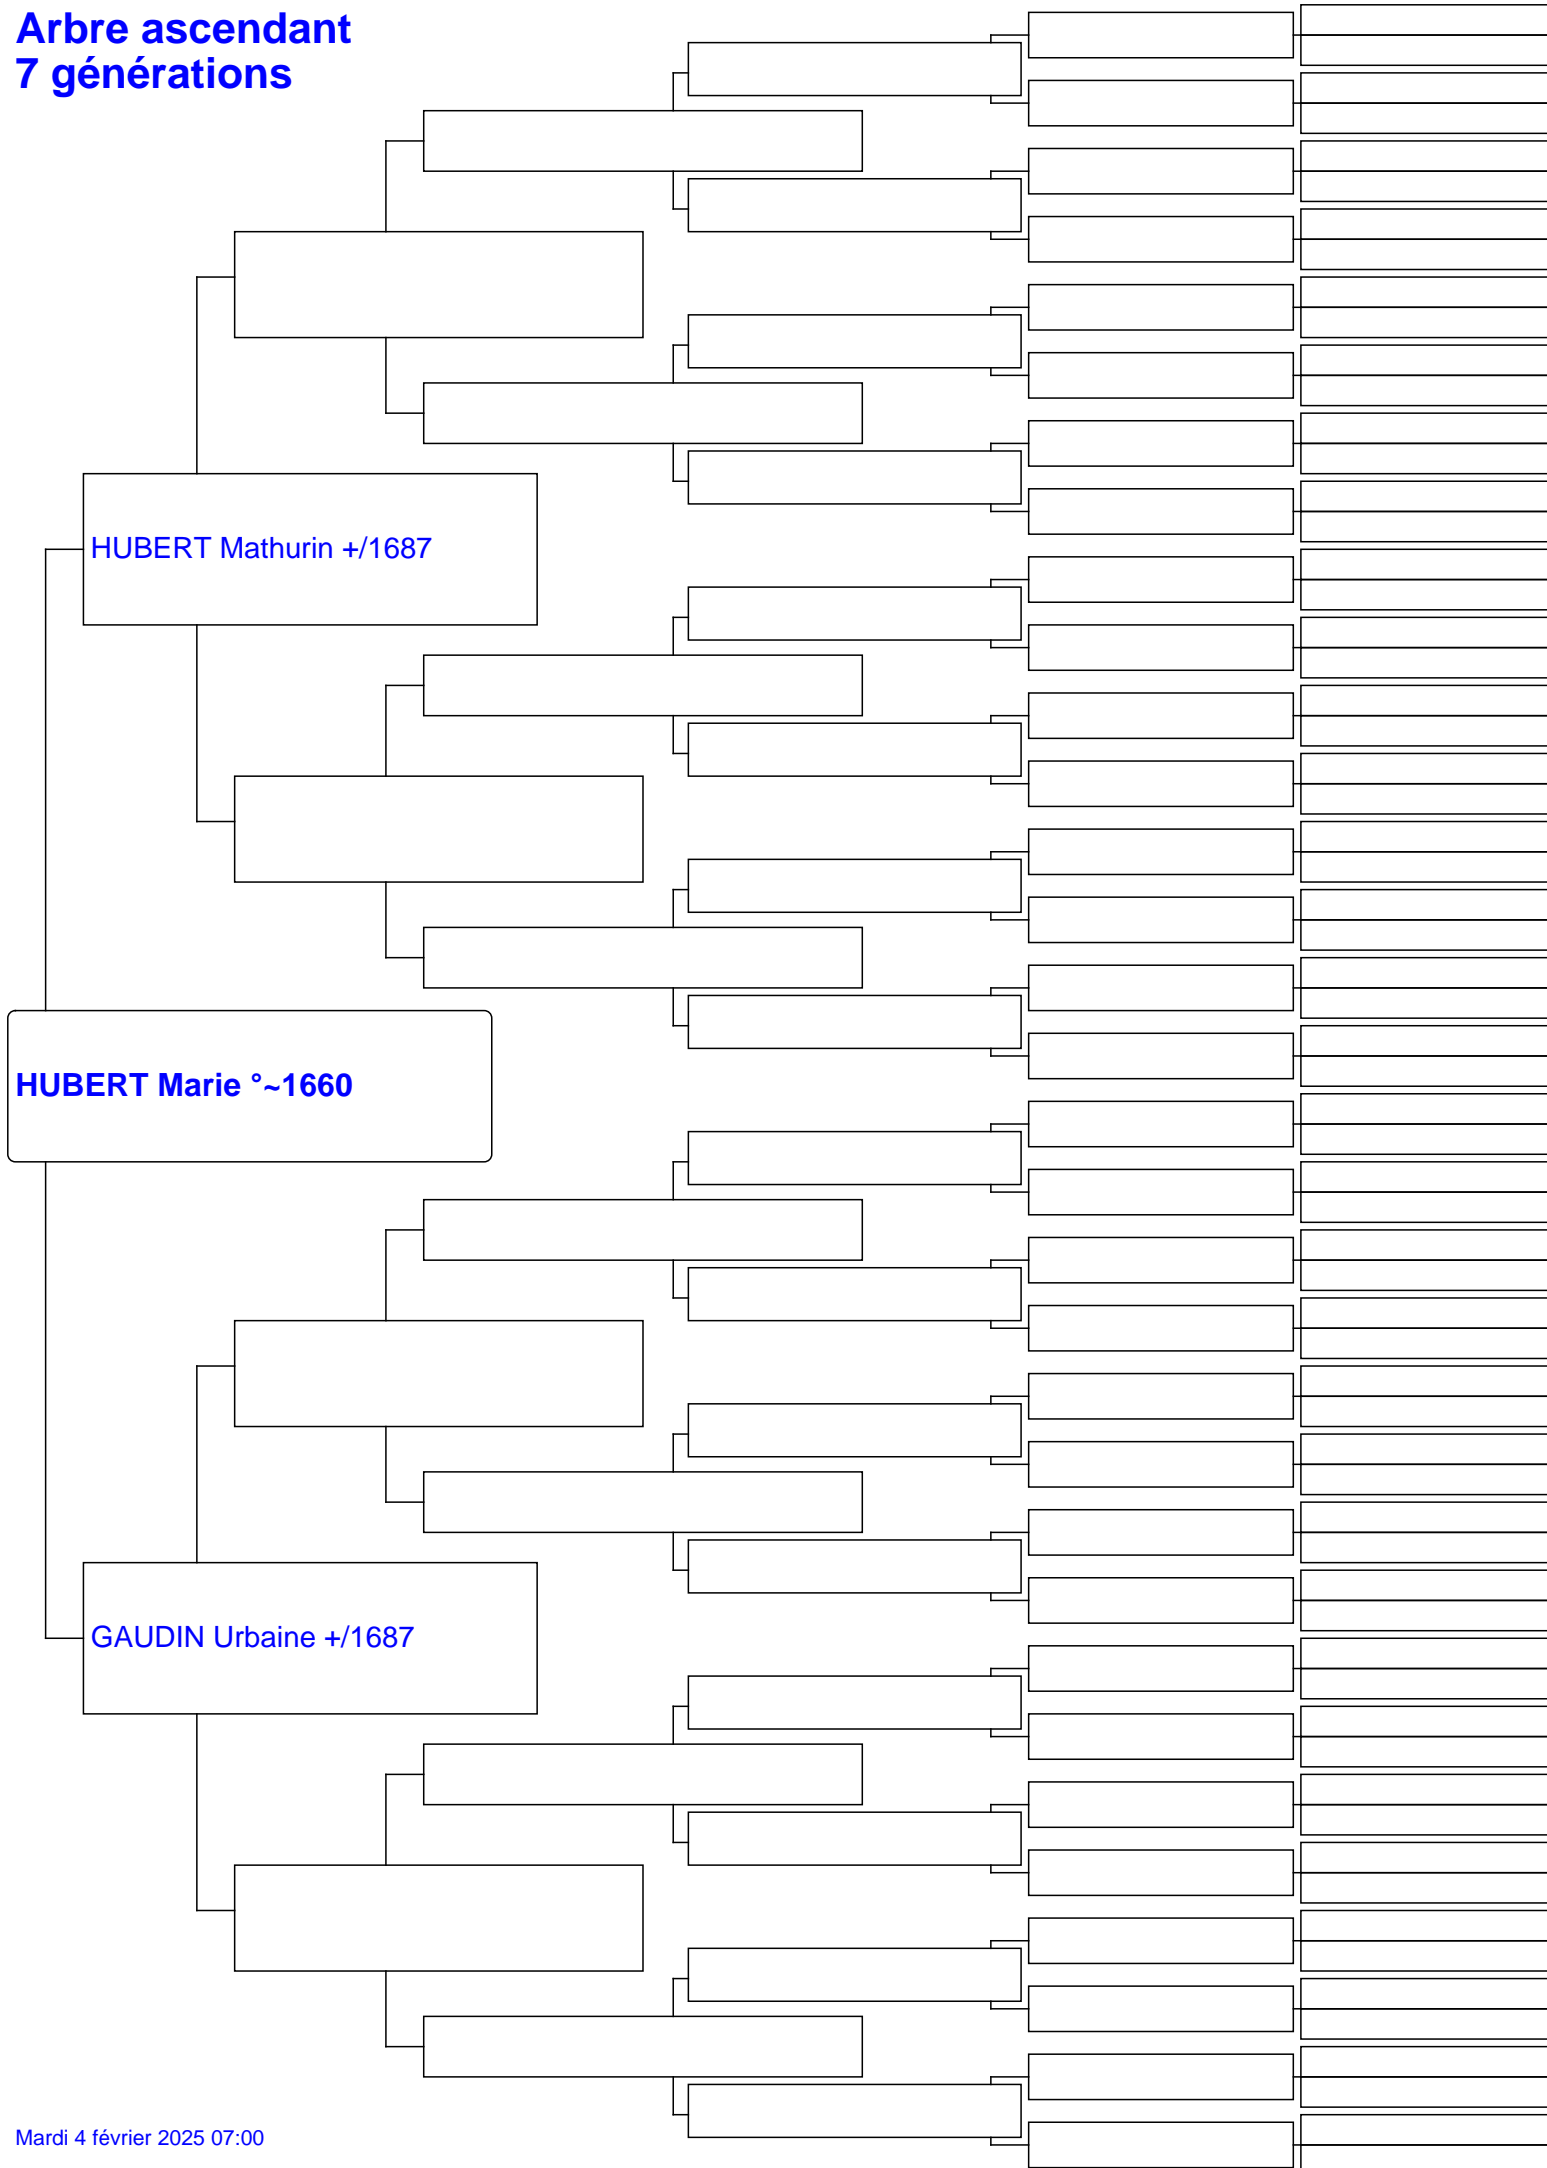 Arbre ascendant
7 générations
HUBERT Mathurin +/1687
HUBERT Marie °~1660
GAUDIN Urbaine +/1687
Mardi 4 février 2025 07:00